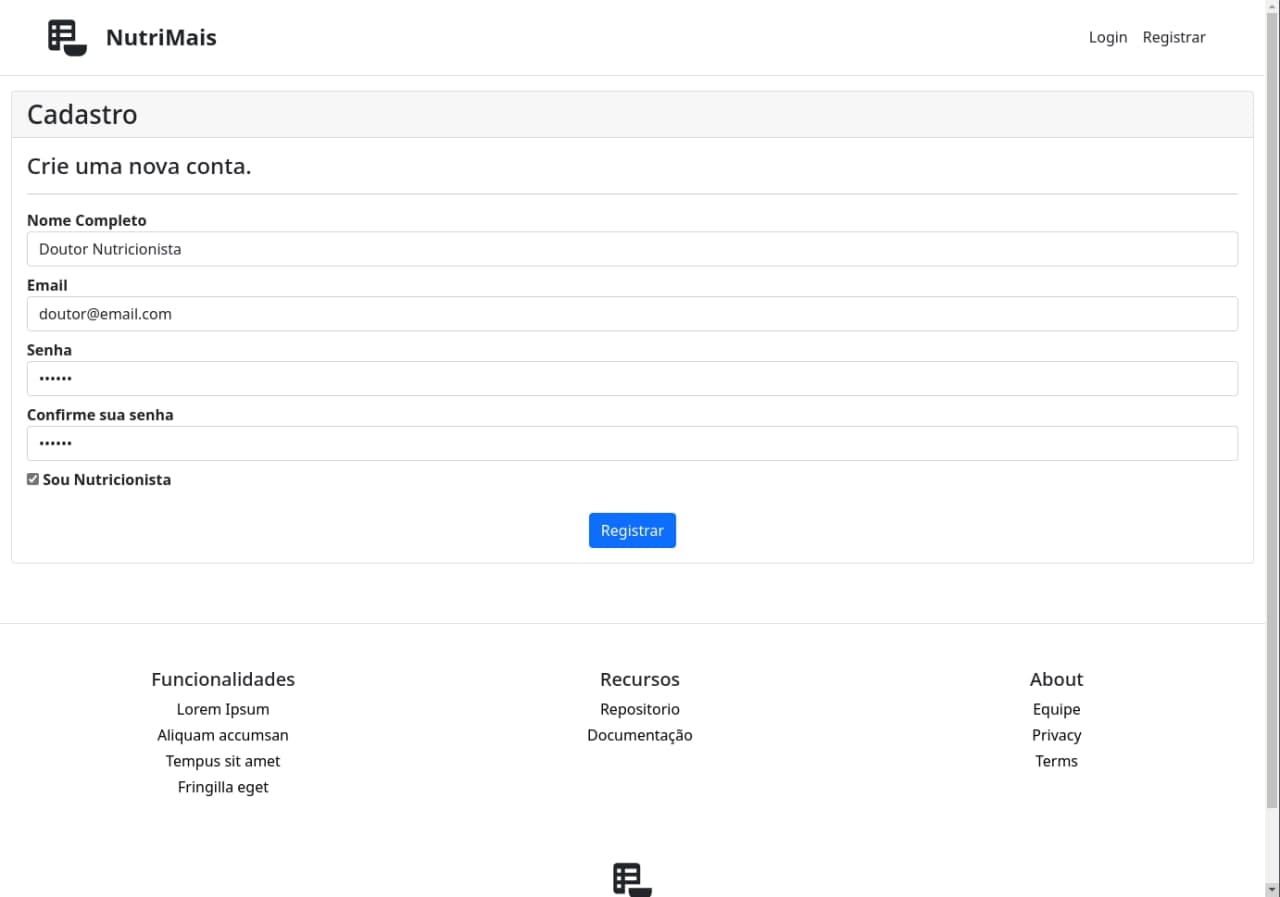 NutriMais
Login Registrar
Cadastro
Crie uma nova conta.
Nome Completo
Doutor Nutricionista
Email
doutor@email.com
Senha
••••••
Confirme sua senha
••••••
Sou Nutricionista
Registrar
Funcionalidades
Lorem Ipsum
Aliquam accumsan
Tempus sit amet
Fringilla eget
Recursos
Repositorio
Documentação
About
Equipe
Privacy
Terms